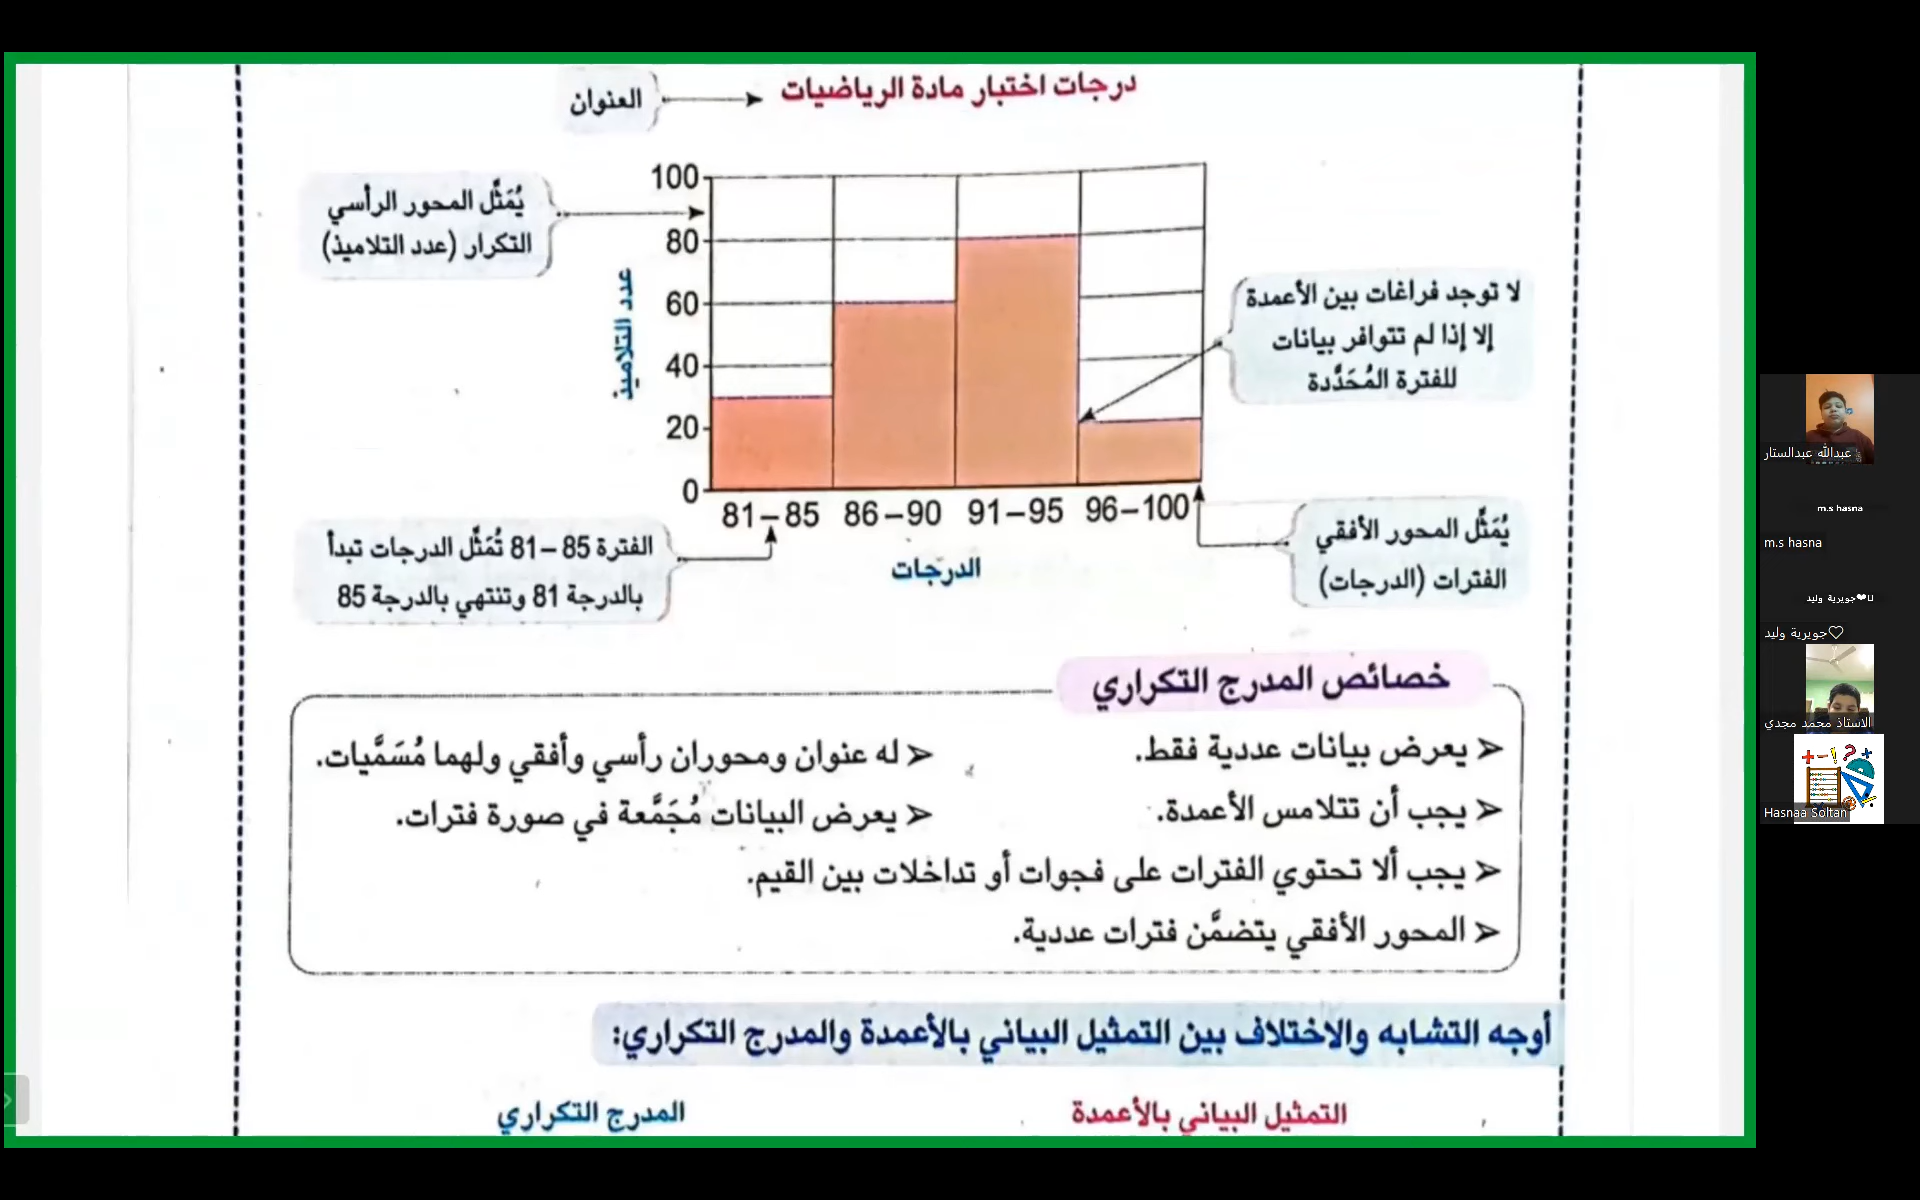 درجات اختبار مادة الرياضيات
العنوان
يُمَثِّل المحور الرأسي
التكرار (عدد التلاميذ)
عدد التلاميذ
100
80
60
40
20
0
81–85 86–90 91–95 96–100
الدرجات
لا توجد فراغات بين الأعمدة
إلا إذا لم تتوافر بيانات
للفترة المُحَدَّدة
يُمَثِّل المحور الأفقي
الفترات (الدرجات)
الفترة 85 – 81 تُمَثِّل الدرجات تبدأ
بالدرجة 81 وتنتهي بالدرجة 85
خصائص المدرج التكراري
➤ يعرض بيانات عددية فقط.
➤ له عنوان ومحوران رأسي وأفقي ولهما مُسَمَّيات.
➤ يجب أن تتلامس الأعمدة.
➤ يعرض البيانات مُجَمَّعة في صورة فترات.
➤ يجب ألا تحتوي الفترات على فجوات أو تداخلات بين القيم.
➤ المحور الأفقي يتضمَّن فترات عددية.
أوجه التشابه والاختلاف بين التمثيل البياني بالأعمدة والمدرج التكراري:
التمثيل البياني بالأعمدة
المدرج التكراري
عبدالله عبدالستار
m.s hasna
m.s hasna
جويرية وليد
جويرية وليد♡
الاستاذ محمد مجدي
Hasnaa Soltan